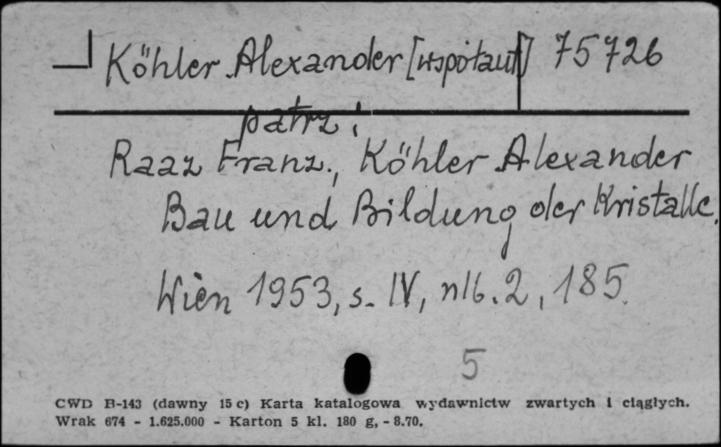 Köhler Alexander [współaut] 75726
patrz:
Raaz Franz., Köhler Alexander
Bau und Bildung der Kristalle.
Wien 1953, s. IV, nlb. 2, 185.
5
CWD B-143 (dawny 15 c) Karta katalogowa wydawnictw zwartych i ciągłych.
Wrak 674 - 1.625.000 - Karton 5 kl. 180 g, - 8.70.